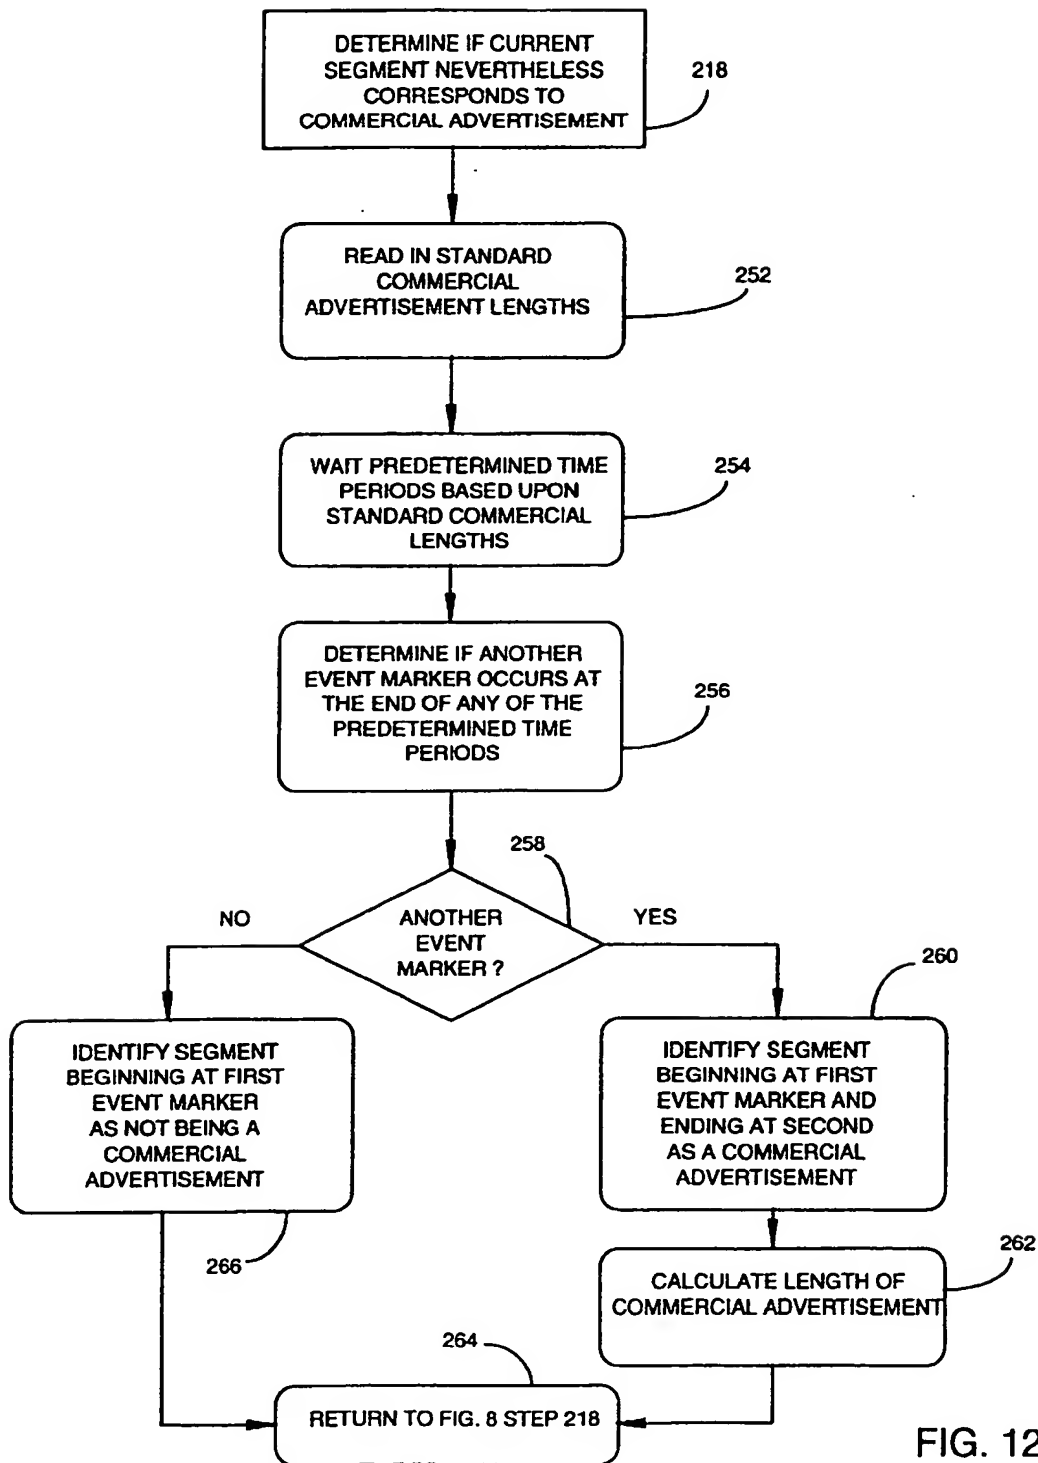 DETERMINE IF CURRENT
SEGMENT NEVERTHELESS
CORRESPONDS TO
COMMERCIAL ADVERTISEMENT
218
READ IN STANDARD
COMMERCIAL
ADVERTISEMENT LENGTHS
252
WAIT PREDETERMINED TIME
PERIODS BASED UPON
STANDARD COMMERCIAL
LENGTHS
254
DETERMINE IF ANOTHER
EVENT MARKER OCCURS AT
THE END OF ANY OF THE
PREDETERMINED TIME
PERIODS
256
258
NO
ANOTHER
EVENT
MARKER ?
YES
IDENTIFY SEGMENT
BEGINNING AT FIRST
EVENT MARKER
AS NOT BEING A
COMMERCIAL
ADVERTISEMENT
266
260
IDENTIFY SEGMENT
BEGINNING AT FIRST
EVENT MARKER AND
ENDING AT SECOND
AS A COMMERCIAL
ADVERTISEMENT
262
CALCULATE LENGTH OF
COMMERCIAL ADVERTISEMENT
264
RETURN TO FIG. 8 STEP 218
FIG. 12